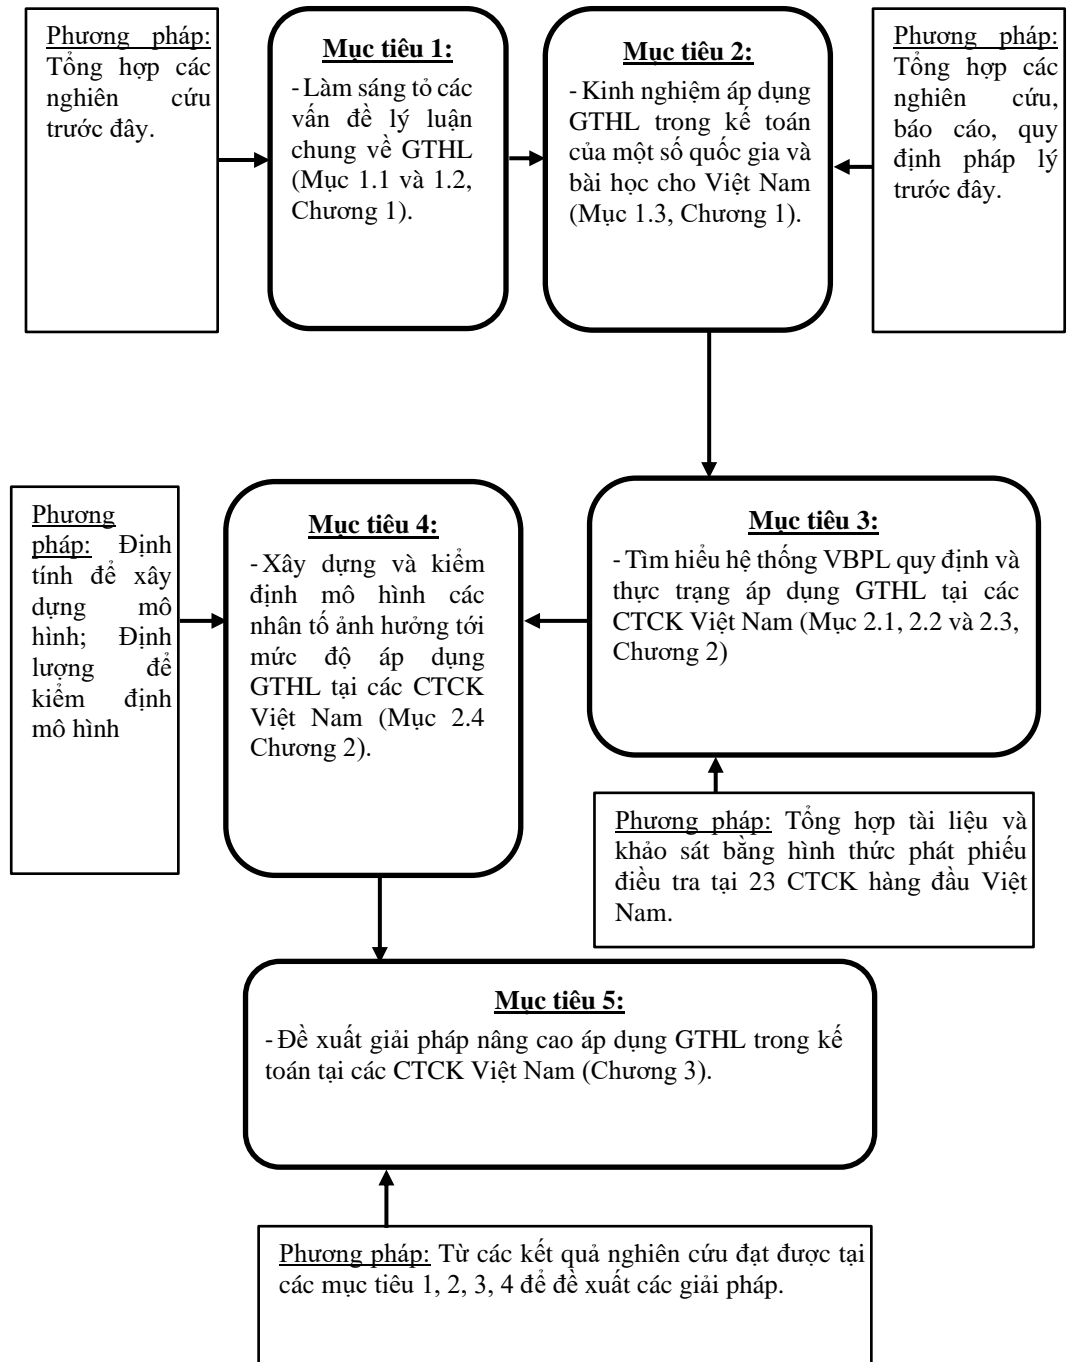 Phương pháp:
Tổng hợp các
nghiên cứu
trước đây.
Mục tiêu 1:
- Làm sáng tỏ các
vấn đề lý luận
chung về GTHL
(Mục 1.1 và 1.2,
Chương 1).
Mục tiêu 2:
- Kinh nghiệm áp dụng
GTHL trong kế toán
của một số quốc gia và
bài học cho Việt Nam
(Mục 1.3, Chương 1).
Phương pháp:
Tổng hợp các
nghiên cứu,
báo cáo, quy
định pháp lý
trước đây.
Phương
pháp: Định
tính để xây
dựng mô
hình; Định
lượng để
kiểm định
mô hình
Mục tiêu 4:
- Xây dựng và kiểm
định mô hình các
nhân tố ảnh hưởng tới
mức độ áp dụng
GTHL tại các CTCK
Việt Nam (Mục 2.4
Chương 2).
Mục tiêu 3:
- Tìm hiểu hệ thống VBPL quy định và
thực trạng áp dụng GTHL tại các
CTCK Việt Nam (Mục 2.1, 2.2 và 2.3,
Chương 2)
Phương pháp: Tổng hợp tài liệu và
khảo sát bằng hình thức phát phiếu
điều tra tại 23 CTCK hàng đầu Việt
Nam.
Mục tiêu 5:
- Đề xuất giải pháp nâng cao áp dụng GTHL trong kế
toán tại các CTCK Việt Nam (Chương 3).
Phương pháp: Từ các kết quả nghiên cứu đạt được tại
các mục tiêu 1, 2, 3, 4 để đề xuất các giải pháp.